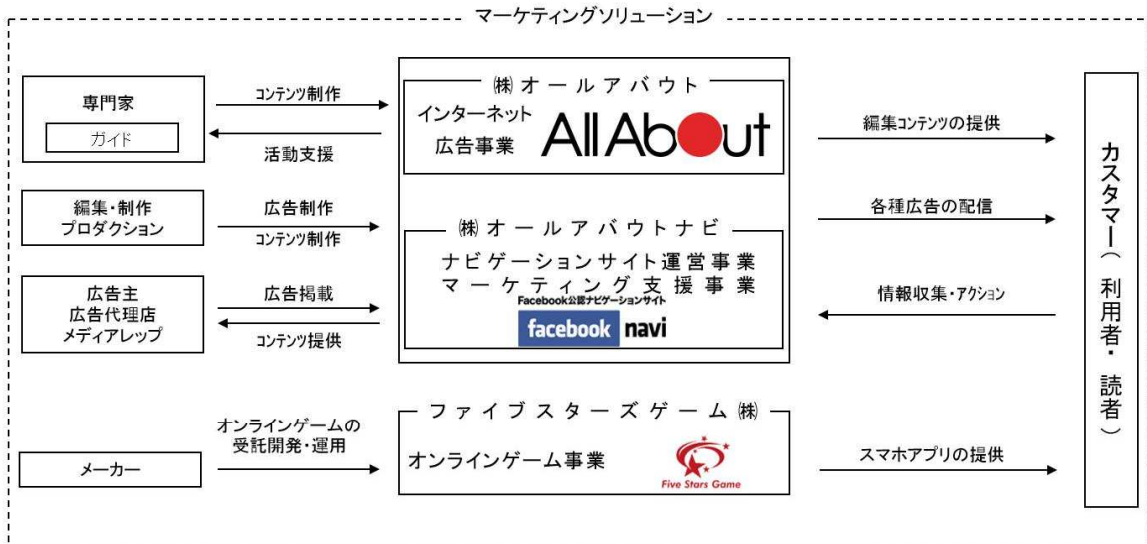 マーケティングソリューション
専門家
ガイド
コンテンツ制作
活動支援
㈱オールアバウト
インターネット
広告事業
AllAbout
編集コンテンツの提供
編集・制作
プロダクション
広告制作
コンテンツ制作
㈱オールアバウトナビ
ナビゲーションサイト運営事業
マーケティング支援事業
Facebook公認ナビゲーションサイト
facebook navi
各種広告の配信
広告主
広告代理店
メディアレップ
広告掲載
コンテンツ提供
情報収集・アクション
メーカー
オンラインゲームの
受託開発・運用
ファイブスターズゲーム㈱
オンラインゲーム事業
Five Stars Game
スマホアプリの提供
カスタマー(利用者・読者)